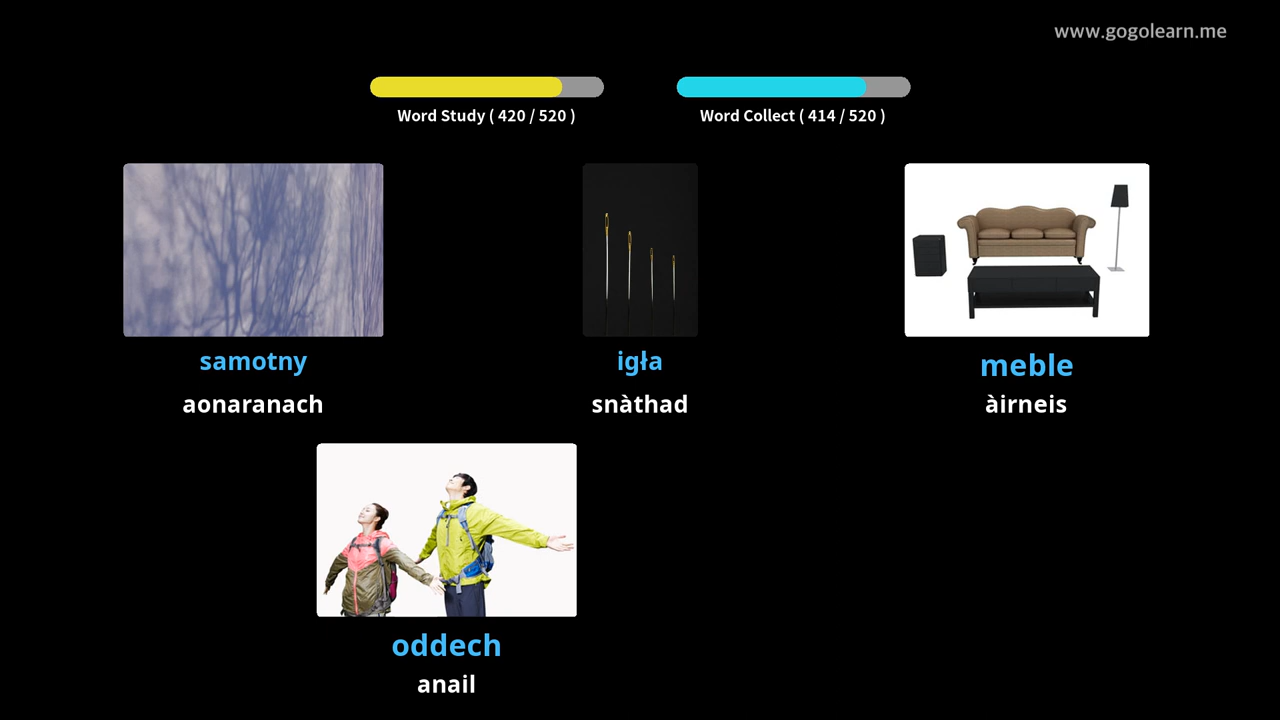 www.gogolearn.me
Word Study ( 420 / 520 )
Word Collect ( 414 / 520 )
samotny
aonaranach
igła
snàthad
meble
àirneis
oddech
anail